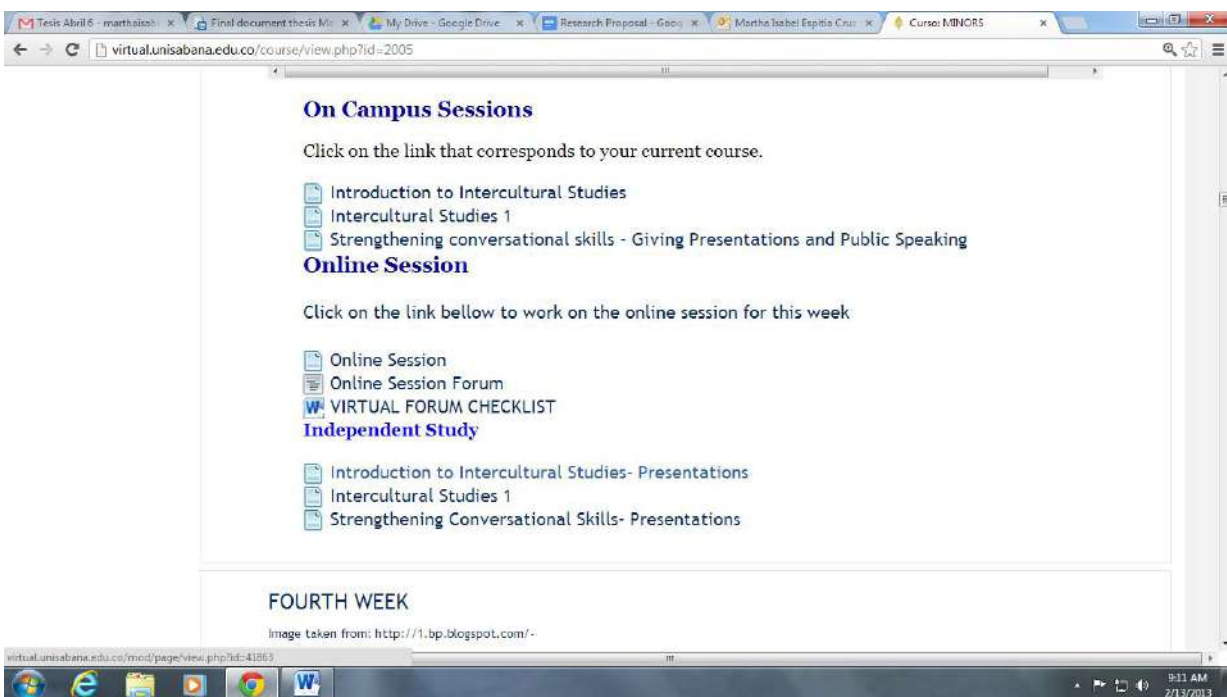 Tesis Abril 6 - marthaisabe
Final document thesis Ma
My Drive - Google Drive
Research Proposal - Goog
Martha Isabel Espitia Cruz
Curso: MINORS
virtual.unisabana.edu.co/course/view.php?id=2005
On Campus Sessions
Click on the link that corresponds to your current course.
Introduction to Intercultural Studies
Intercultural Studies 1
Strengthening conversational skills - Giving Presentations and Public Speaking
Online Session
Click on the link bellow to work on the online session for this week
Online Session
Online Session Forum
VIRTUAL FORUM CHECKLIST
Independent Study
Introduction to Intercultural Studies- Presentations
Intercultural Studies 1
Strengthening Conversational Skills- Presentations
FOURTH WEEK
Image taken from: http://1.bp.blogspot.com/-
virtual.unisabana.edu.co/mod/page/view.php?id=41863
9:11 AM
2/13/2013